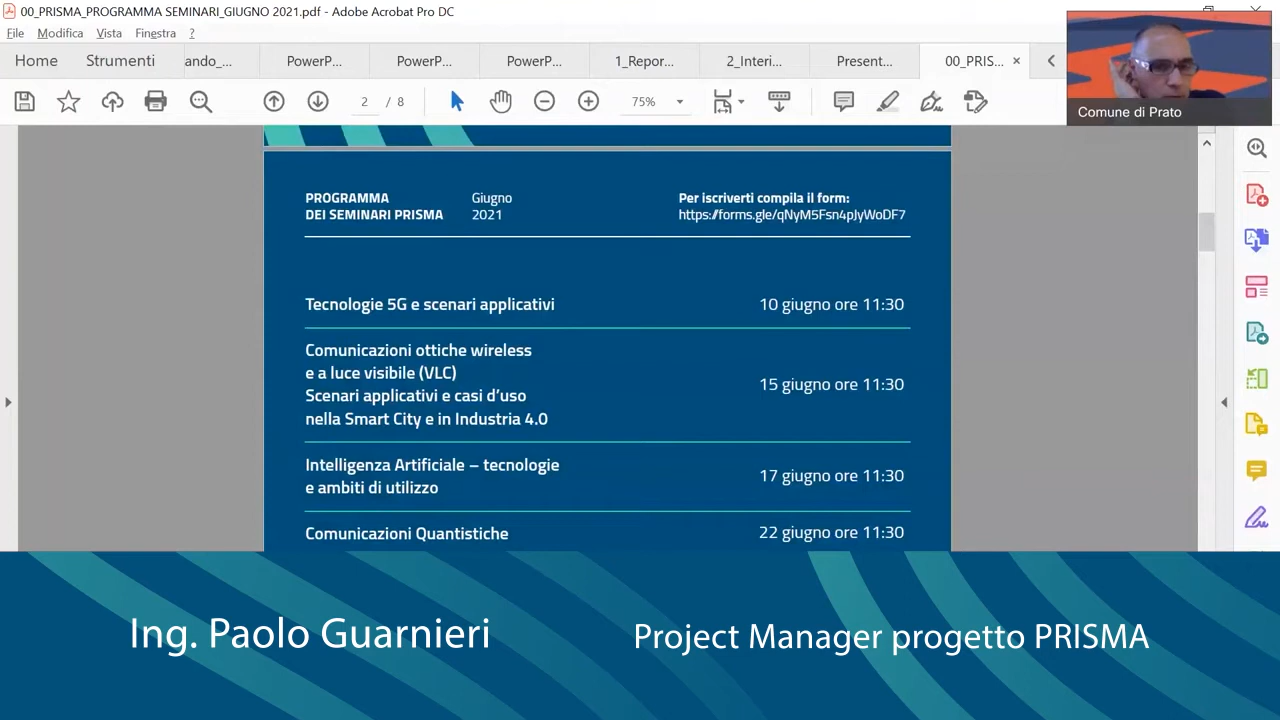 00_PRISMA_PROGRAMMA SEMINARI_GIUGNO 2021.pdf - Adobe Acrobat Pro DC
File Modifica Vista Finestra ?
Home Strumenti ando_... PowerP... PowerP... PowerP... 1_Repor... 2_Interi... Present... 00_PRIS... ×
2 / 8 75%
Comune di Prato
PROGRAMMA
DEI SEMINARI PRISMA
Giugno
2021
Per iscriverti compila il form:
https://forms.gle/qNyM5Fsn4pJyWoDF7
Tecnologie 5G e scenari applicativi
10 giugno ore 11:30
Comunicazioni ottiche wireless
e a luce visibile (VLC)
Scenari applicativi e casi d'uso
nella Smart City e in Industria 4.0
15 giugno ore 11:30
Intelligenza Artificiale – tecnologie
e ambiti di utilizzo
17 giugno ore 11:30
Comunicazioni Quantistiche
22 giugno ore 11:30
Ing. Paolo Guarnieri
Project Manager progetto PRISMA